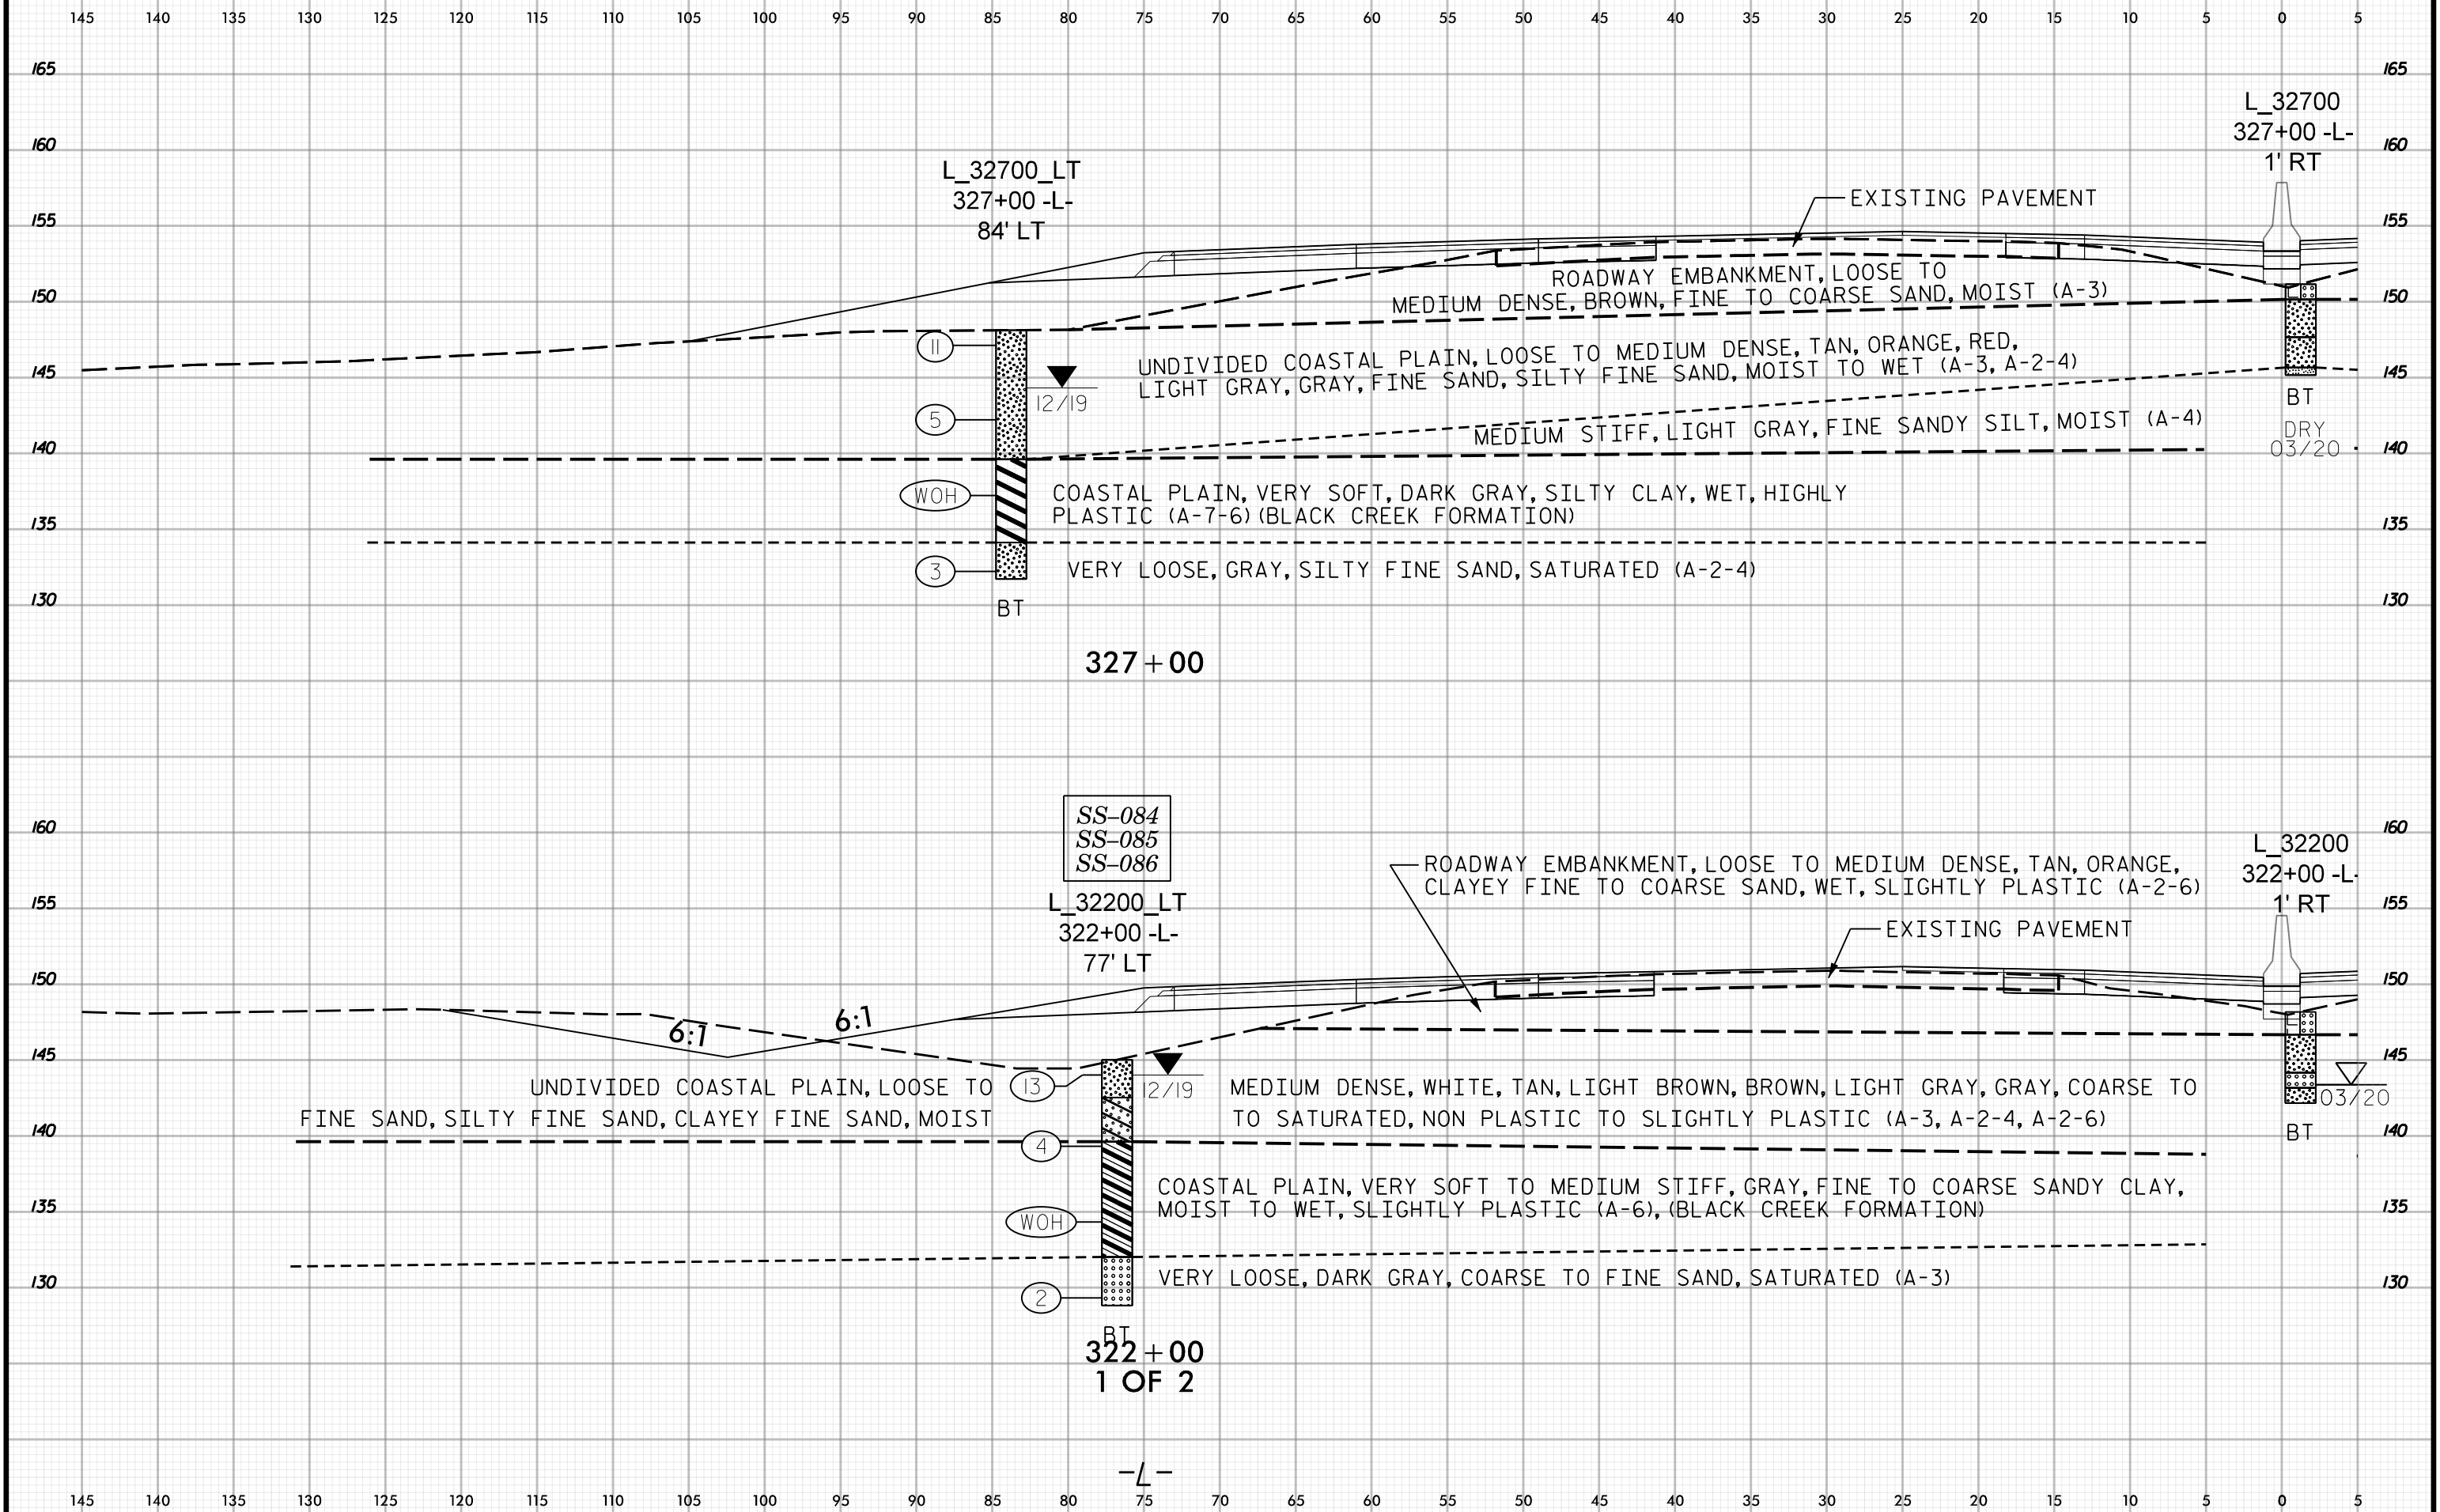 145 140 135 130 125 120 115 110 105 100 95 90 85 80 75 70 65 60 55 50 45 40 35 30 25 20 15 10 5 0 5
165 165
L_32700
327+00 -L-
1' RT
160 160
L_32700_LT
327+00 -L-
84' LT
EXISTING PAVEMENT
155 155
ROADWAY EMBANKMENT, LOOSE TO
MEDIUM DENSE, BROWN, FINE TO COARSE SAND, MOIST (A-3)
150 150
11
UNDIVIDED COASTAL PLAIN, LOOSE TO MEDIUM DENSE, TAN, ORANGE, RED,
LIGHT GRAY, GRAY, FINE SAND, SILTY FINE SAND, MOIST TO WET (A-3, A-2-4)
145 145
12/19
BT
5
MEDIUM STIFF, LIGHT GRAY, FINE SANDY SILT, MOIST (A-4)
DRY
03/20
140 140
WOH
COASTAL PLAIN, VERY SOFT, DARK GRAY, SILTY CLAY, WET, HIGHLY
PLASTIC (A-7-6) (BLACK CREEK FORMATION)
135 135
3
VERY LOOSE, GRAY, SILTY FINE SAND, SATURATED (A-2-4)
130 130
BT
327+00
SS-084
SS-085
SS-086
160 160
L_32200
322+00 -L-
1' RT
ROADWAY EMBANKMENT, LOOSE TO MEDIUM DENSE, TAN, ORANGE,
CLAYEY FINE TO COARSE SAND, WET, SLIGHTLY PLASTIC (A-2-6)
L_32200_LT
322+00 -L-
77' LT
155 155
EXISTING PAVEMENT
150 150
6:1 6:1
145 145
UNDIVIDED COASTAL PLAIN, LOOSE TO 13 12/19 MEDIUM DENSE, WHITE, TAN, LIGHT BROWN, BROWN, LIGHT GRAY, GRAY, COARSE TO
03/20
FINE SAND, SILTY FINE SAND, CLAYEY FINE SAND, MOIST TO SATURATED, NON PLASTIC TO SLIGHTLY PLASTIC (A-3, A-2-4, A-2-6)
BT
140 140
4
COASTAL PLAIN, VERY SOFT TO MEDIUM STIFF, GRAY, FINE TO COARSE SANDY CLAY,
MOIST TO WET, SLIGHTLY PLASTIC (A-6), (BLACK CREEK FORMATION)
135 135
WOH
VERY LOOSE, DARK GRAY, COARSE TO FINE SAND, SATURATED (A-3)
130 130
2
BT
322+00
1 OF 2
-L-
145 140 135 130 125 120 115 110 105 100 95 90 85 80 75 70 65 60 55 50 45 40 35 30 25 20 15 10 5 0 5